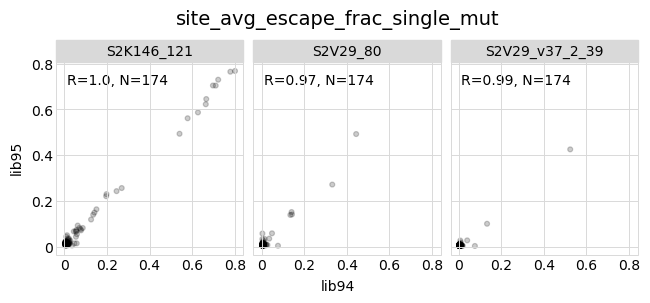 site_avg_escape_frac_single_mut
S2K146_121
S2V29_80
S2V29_v37_2_39
R=1.0, N=174
R=0.97, N=174
R=0.99, N=174
0.8
0.6
0.4
0.2
0
lib95
0 0.2 0.4 0.6 0.8
0 0.2 0.4 0.6 0.8
0 0.2 0.4 0.6 0.8
lib94